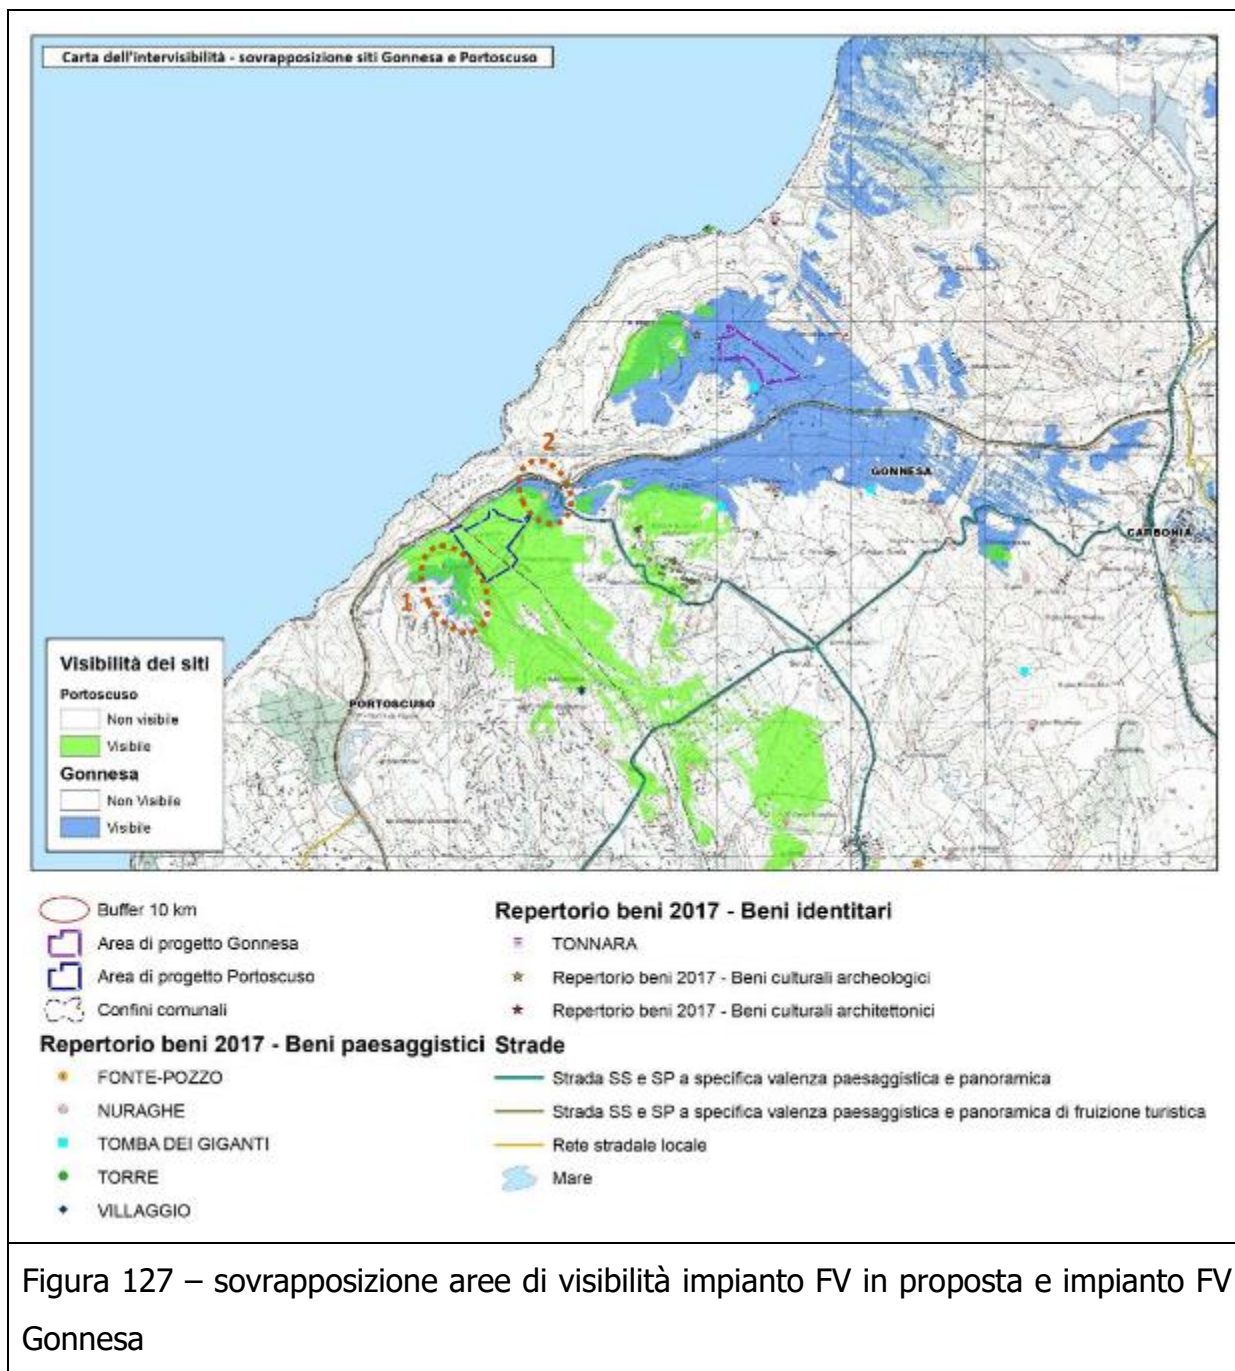 Carta dell'intervisibilità - sovrapposizione siti Gonnesa e Portoscuso
2
GONNESA
CARBONIA
1
PORTOSCUSO
Visibilità dei siti
Portoscuso
Non visibile
Visibile
Gonnesa
Non Visibile
Visibile
Buffer 10 km
Area di progetto Gonnesa
Area di progetto Portoscuso
Confini comunali
Repertorio beni 2017 - Beni paesaggistici
FONTE-POZZO
NURAGHE
TOMBA DEI GIGANTI
TORRE
VILLAGGIO
Repertorio beni 2017 - Beni identitari
TONNARA
Repertorio beni 2017 - Beni culturali archeologici
Repertorio beni 2017 - Beni culturali architettonici
Strade
Strada SS e SP a specifica valenza paesaggistica e panoramica
Strada SS e SP a specifica valenza paesaggistica e panoramica di fruizione turistica
Rete stradale locale
Mare
Figura 127 – sovrapposizione aree di visibilità impianto FV in proposta e impianto FV
Gonnesa